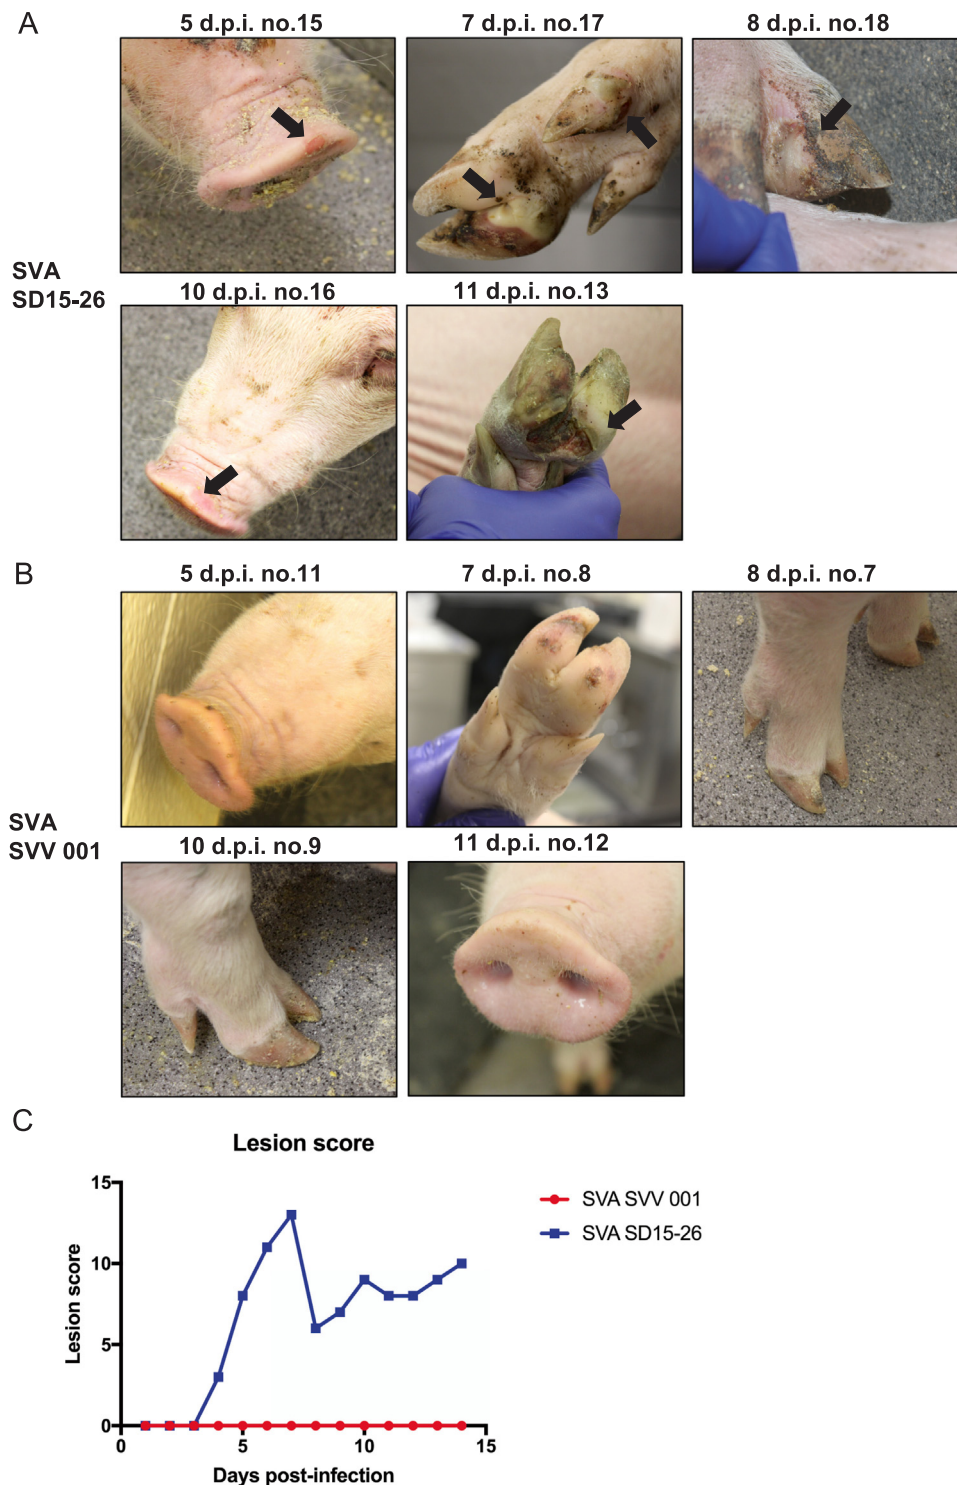 A
5 d.p.i. no.15
7 d.p.i. no.17
8 d.p.i. no.18
SVA
SD15-26
10 d.p.i. no.16
11 d.p.i. no.13
B
5 d.p.i. no.11
7 d.p.i. no.8
8 d.p.i. no.7
SVA
SVV 001
10 d.p.i. no.9
11 d.p.i. no.12
C
Lesion score
15
10
5
0
Lesion score
0
5
10
15
Days post-infection
SVA SVV 001
SVA SD15-26